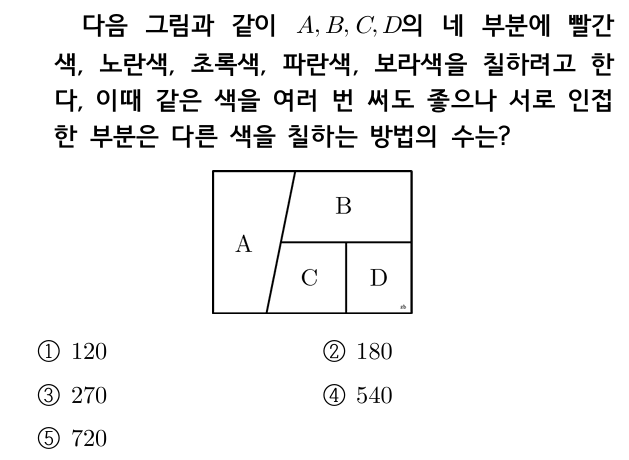 다음 그림과 같이 A, B, C, D의 네 부분에 빨간
색, 노란색, 초록색, 파란색, 보라색을 칠하려고 한
다, 이때 같은 색을 여러 번 써도 좋으나 서로 인접
한 부분은 다른 색을 칠하는 방법의 수는?
B
A
C D
① 120 ② 180
③ 270 ④ 540
⑤ 720